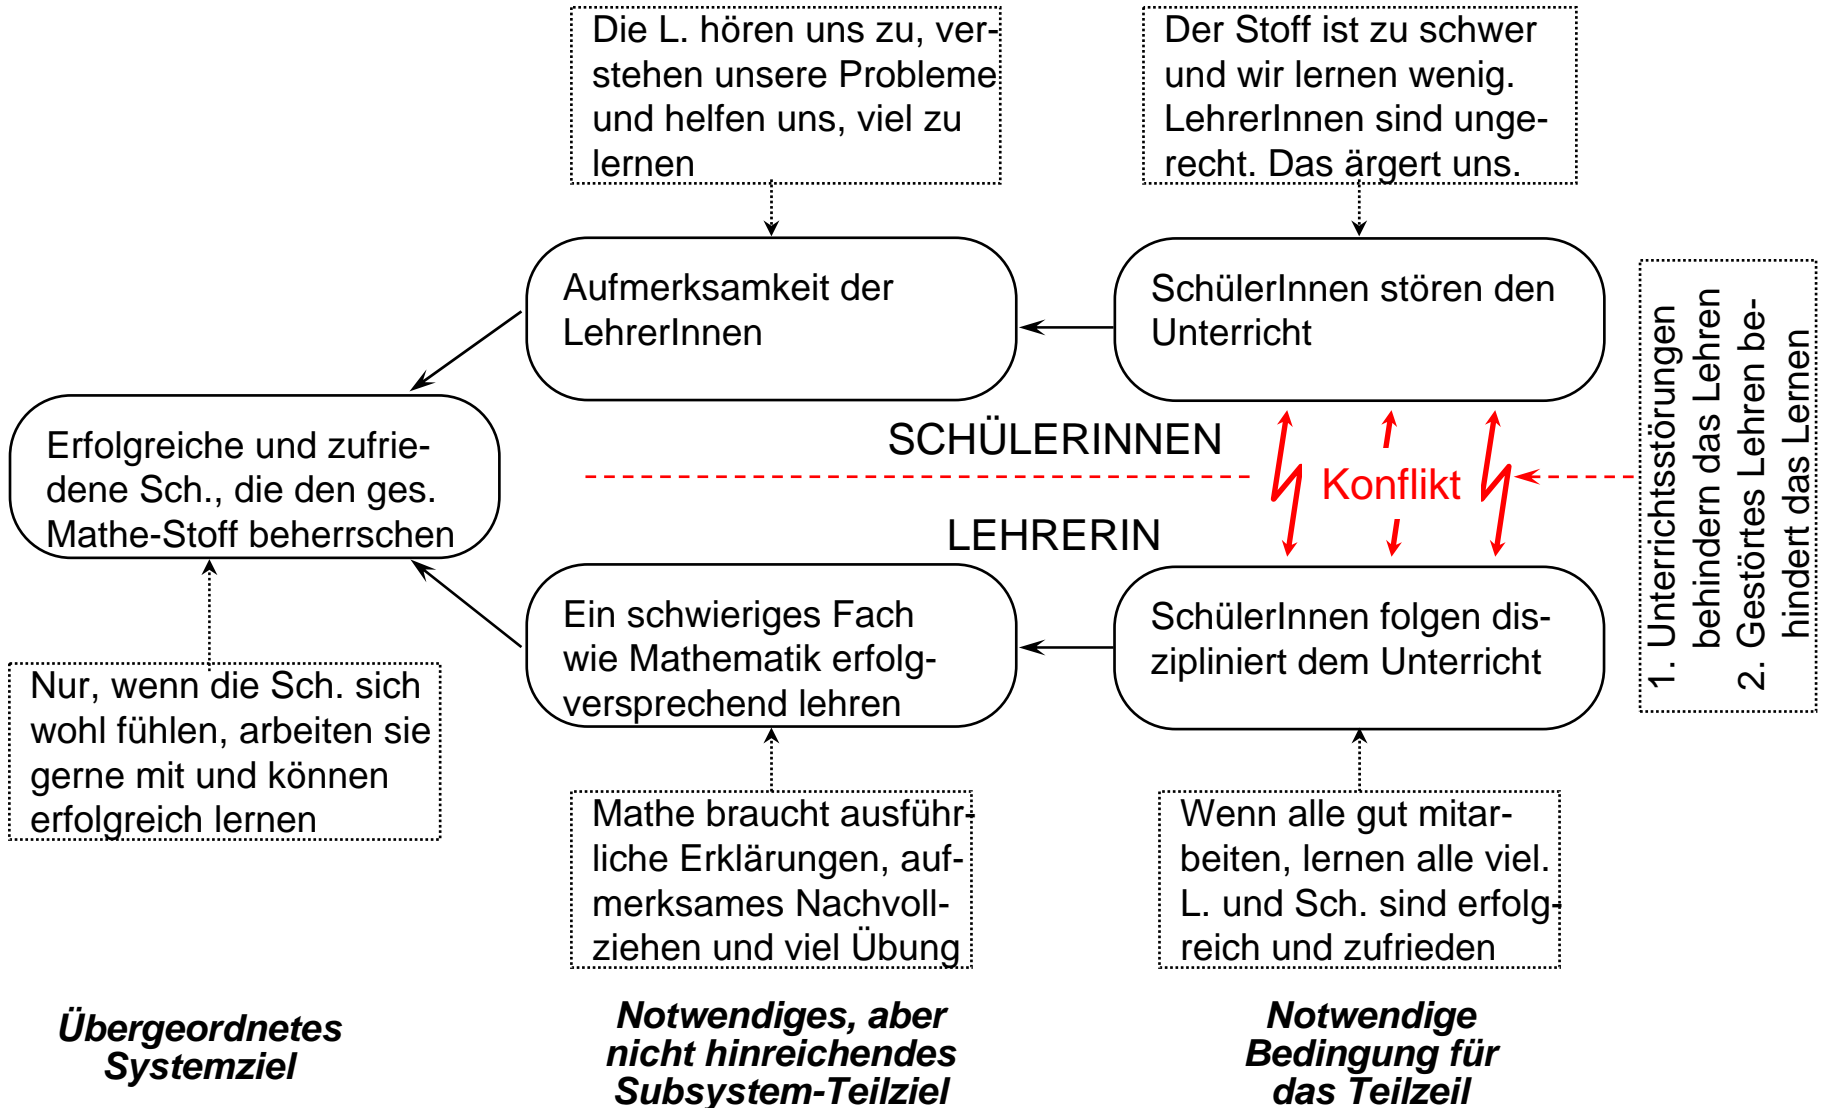 Die L. hören uns zu, ver-
stehen unsere Probleme
und helfen uns, viel zu
lernen
Der Stoff ist zu schwer
und wir lernen wenig.
LehrerInnen sind unge-
recht. Das ärgert uns.
Aufmerksamkeit der
LehrerInnen
SchülerInnen stören den
Unterricht
1. Unterrichtsstörungen
behindern das Lehren
2. Gestörtes Lehren be-
hindert das Lernen
Erfolgreiche und zufrie-
dene Sch., die den ges.
Mathe-Stoff beherrschen
SCHÜLERINNEN
Konflikt
LEHRERIN
Ein schwieriges Fach
wie Mathematik erfolg-
versprechend lehren
SchülerInnen folgen dis-
zipliniert dem Unterricht
Nur, wenn die Sch. sich
wohl fühlen, arbeiten sie
gerne mit und können
erfolgreich lernen
Mathe braucht ausführ-
liche Erklärungen, auf-
merksames Nachvoll-
ziehen und viel Übung
Wenn alle gut mitar-
beiten, lernen alle viel.
L. und Sch. sind erfolg-
reich und zufrieden
Übergeordnetes
Systemziel
Notwendiges, aber
nicht hinreichendes
Subsystem-Teilziel
Notwendige
Bedingung für
das Teilzeil